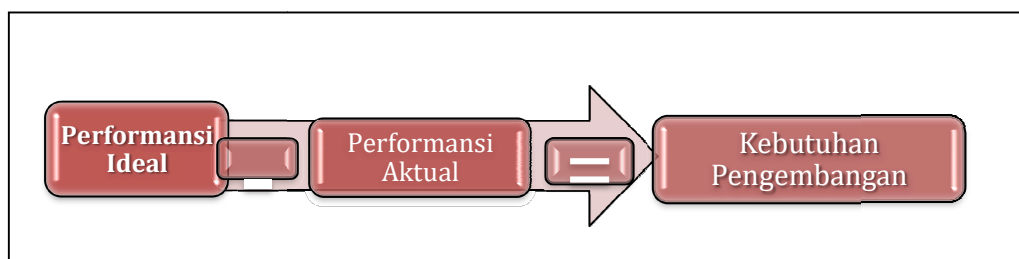 Performansi
Ideal
-
Performansi
Aktual
=
Kebutuhan
Pengembangan